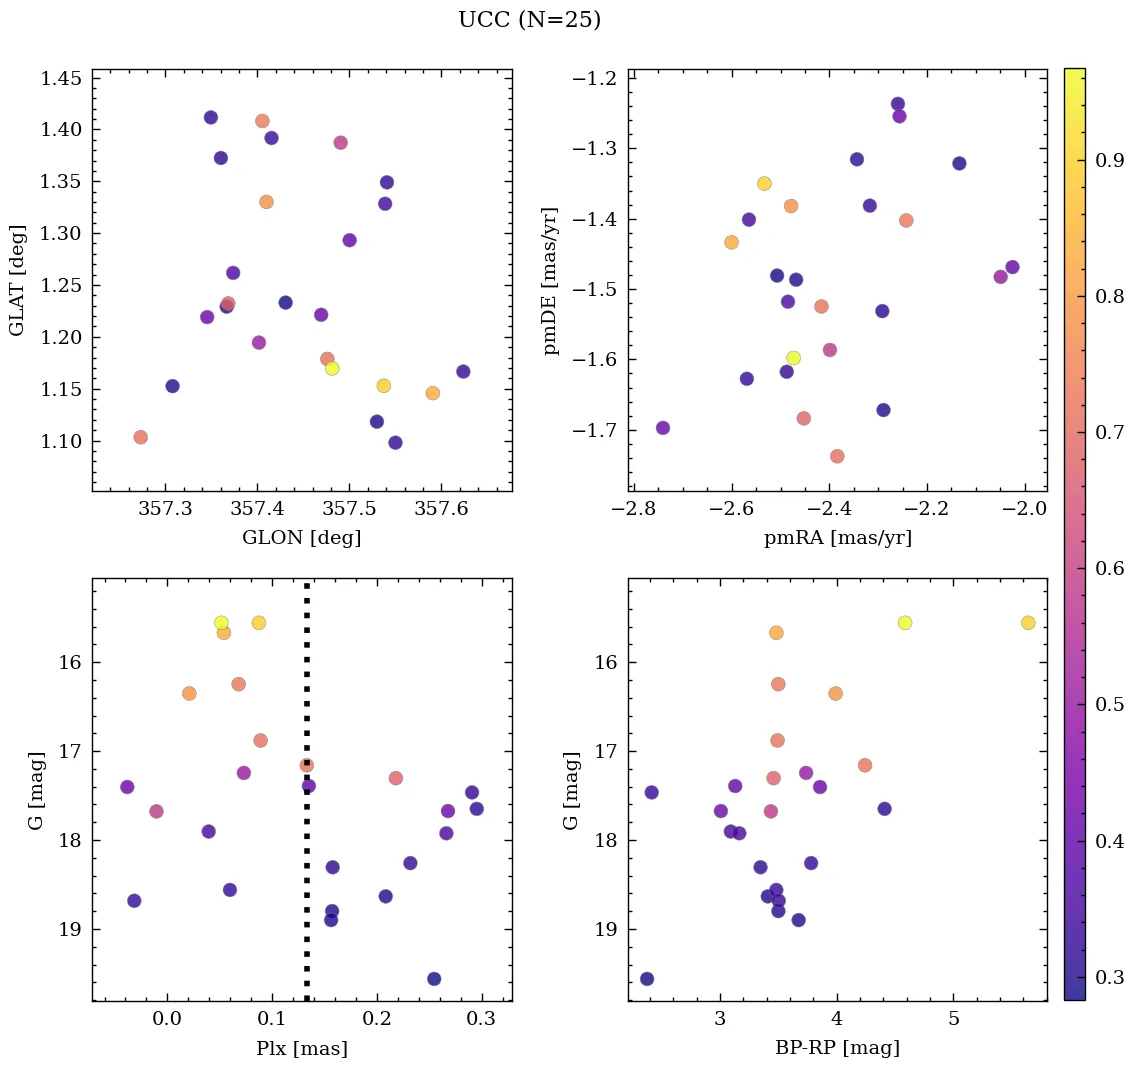 UCC (N=25)
1.45
1.40
1.35
1.30
1.25
1.20
1.15
1.10
GLAT [deg]
357.3 357.4 357.5 357.6
GLON [deg]
−1.2
−1.3
−1.4
−1.5
−1.6
−1.7
pmDE [mas/yr]
−2.8 −2.6 −2.4 −2.2 −2.0
pmRA [mas/yr]
16
17
18
19
G [mag]
0.0 0.1 0.2 0.3
Plx [mas]
16
17
18
19
G [mag]
3 4 5
BP-RP [mag]
0.9
0.8
0.7
0.6
0.5
0.4
0.3